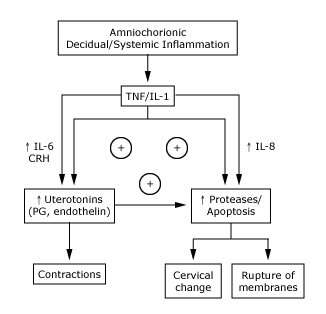 Amniochorionic
Decidual/Systemic Inflammation
TNF/IL-1
↑ IL-6
CRH
+
+
↑ IL-8
+
↑ Uterotonins
(PG, endothelin)
↑ Proteases/
Apoptosis
Contractions
Cervical
change
Rupture of
membranes